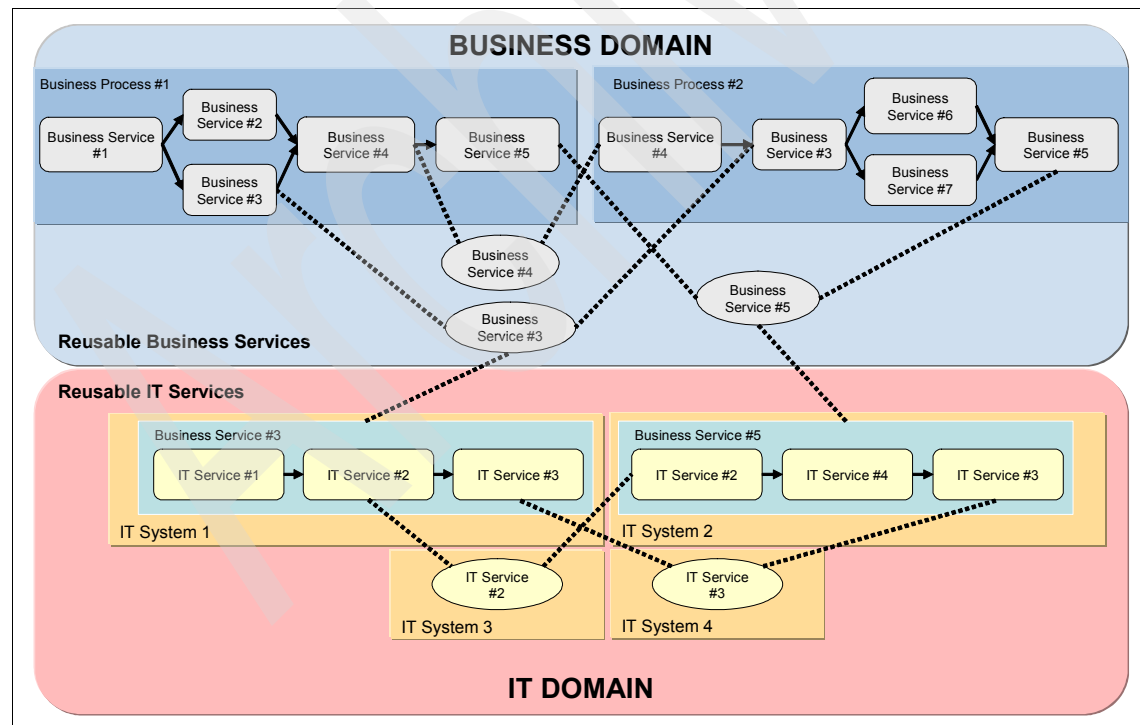 BUSINESS DOMAIN
Business Process #1
Business Service
#1
Business
Service #2
Business
Service #3
Business
Service #4
Business
Service #5
Business Process #2
Business Service
#4
Business
Service #3
Business
Service #6
Business
Service #7
Business
Service #5
Business
Service #4
Business
Service #3
Business
Service #5
Reusable Business Services
Reusable IT Services
Business Service #3
IT Service #1
IT Service #2
IT Service #3
IT System 1
Business Service #5
IT Service #2
IT Service #4
IT Service #3
IT System 2
IT Service
#2
IT System 3
IT Service
#3
IT System 4
IT DOMAIN